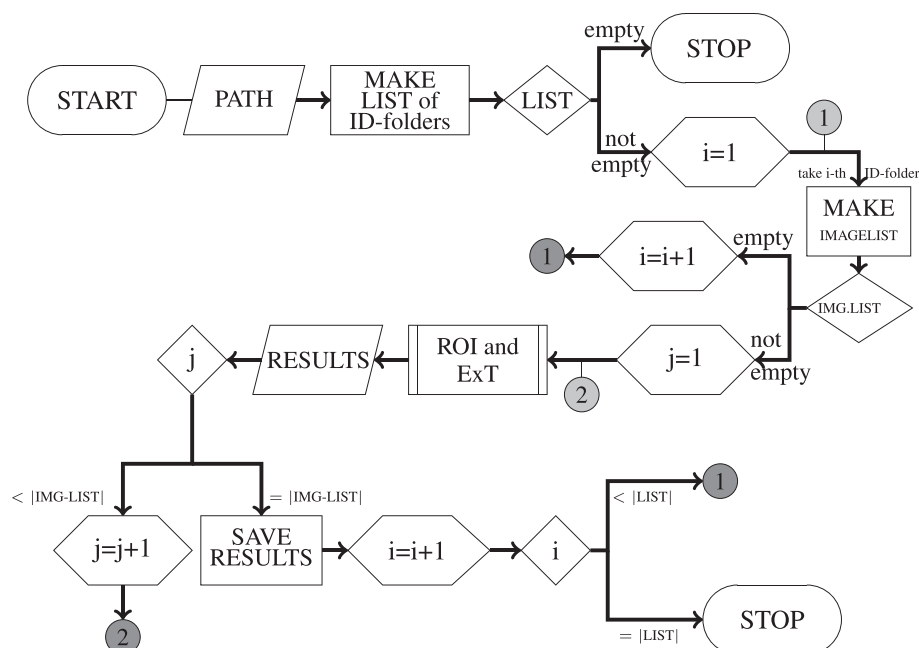 empty
STOP
START
PATH
MAKE
LIST of
ID-folders
LIST
not
empty
i=1
1
take i-th
ID-folder
MAKE
IMAGELIST
1
i=i+1
empty
IMG.LIST
j
RESULTS
ROI and
ExT
2
j=1
not
empty
< |IMG-LIST|
= |IMG-LIST|
j=j+1
2
SAVE
RESULTS
i=i+1
i
< |LIST|
1
= |LIST|
STOP